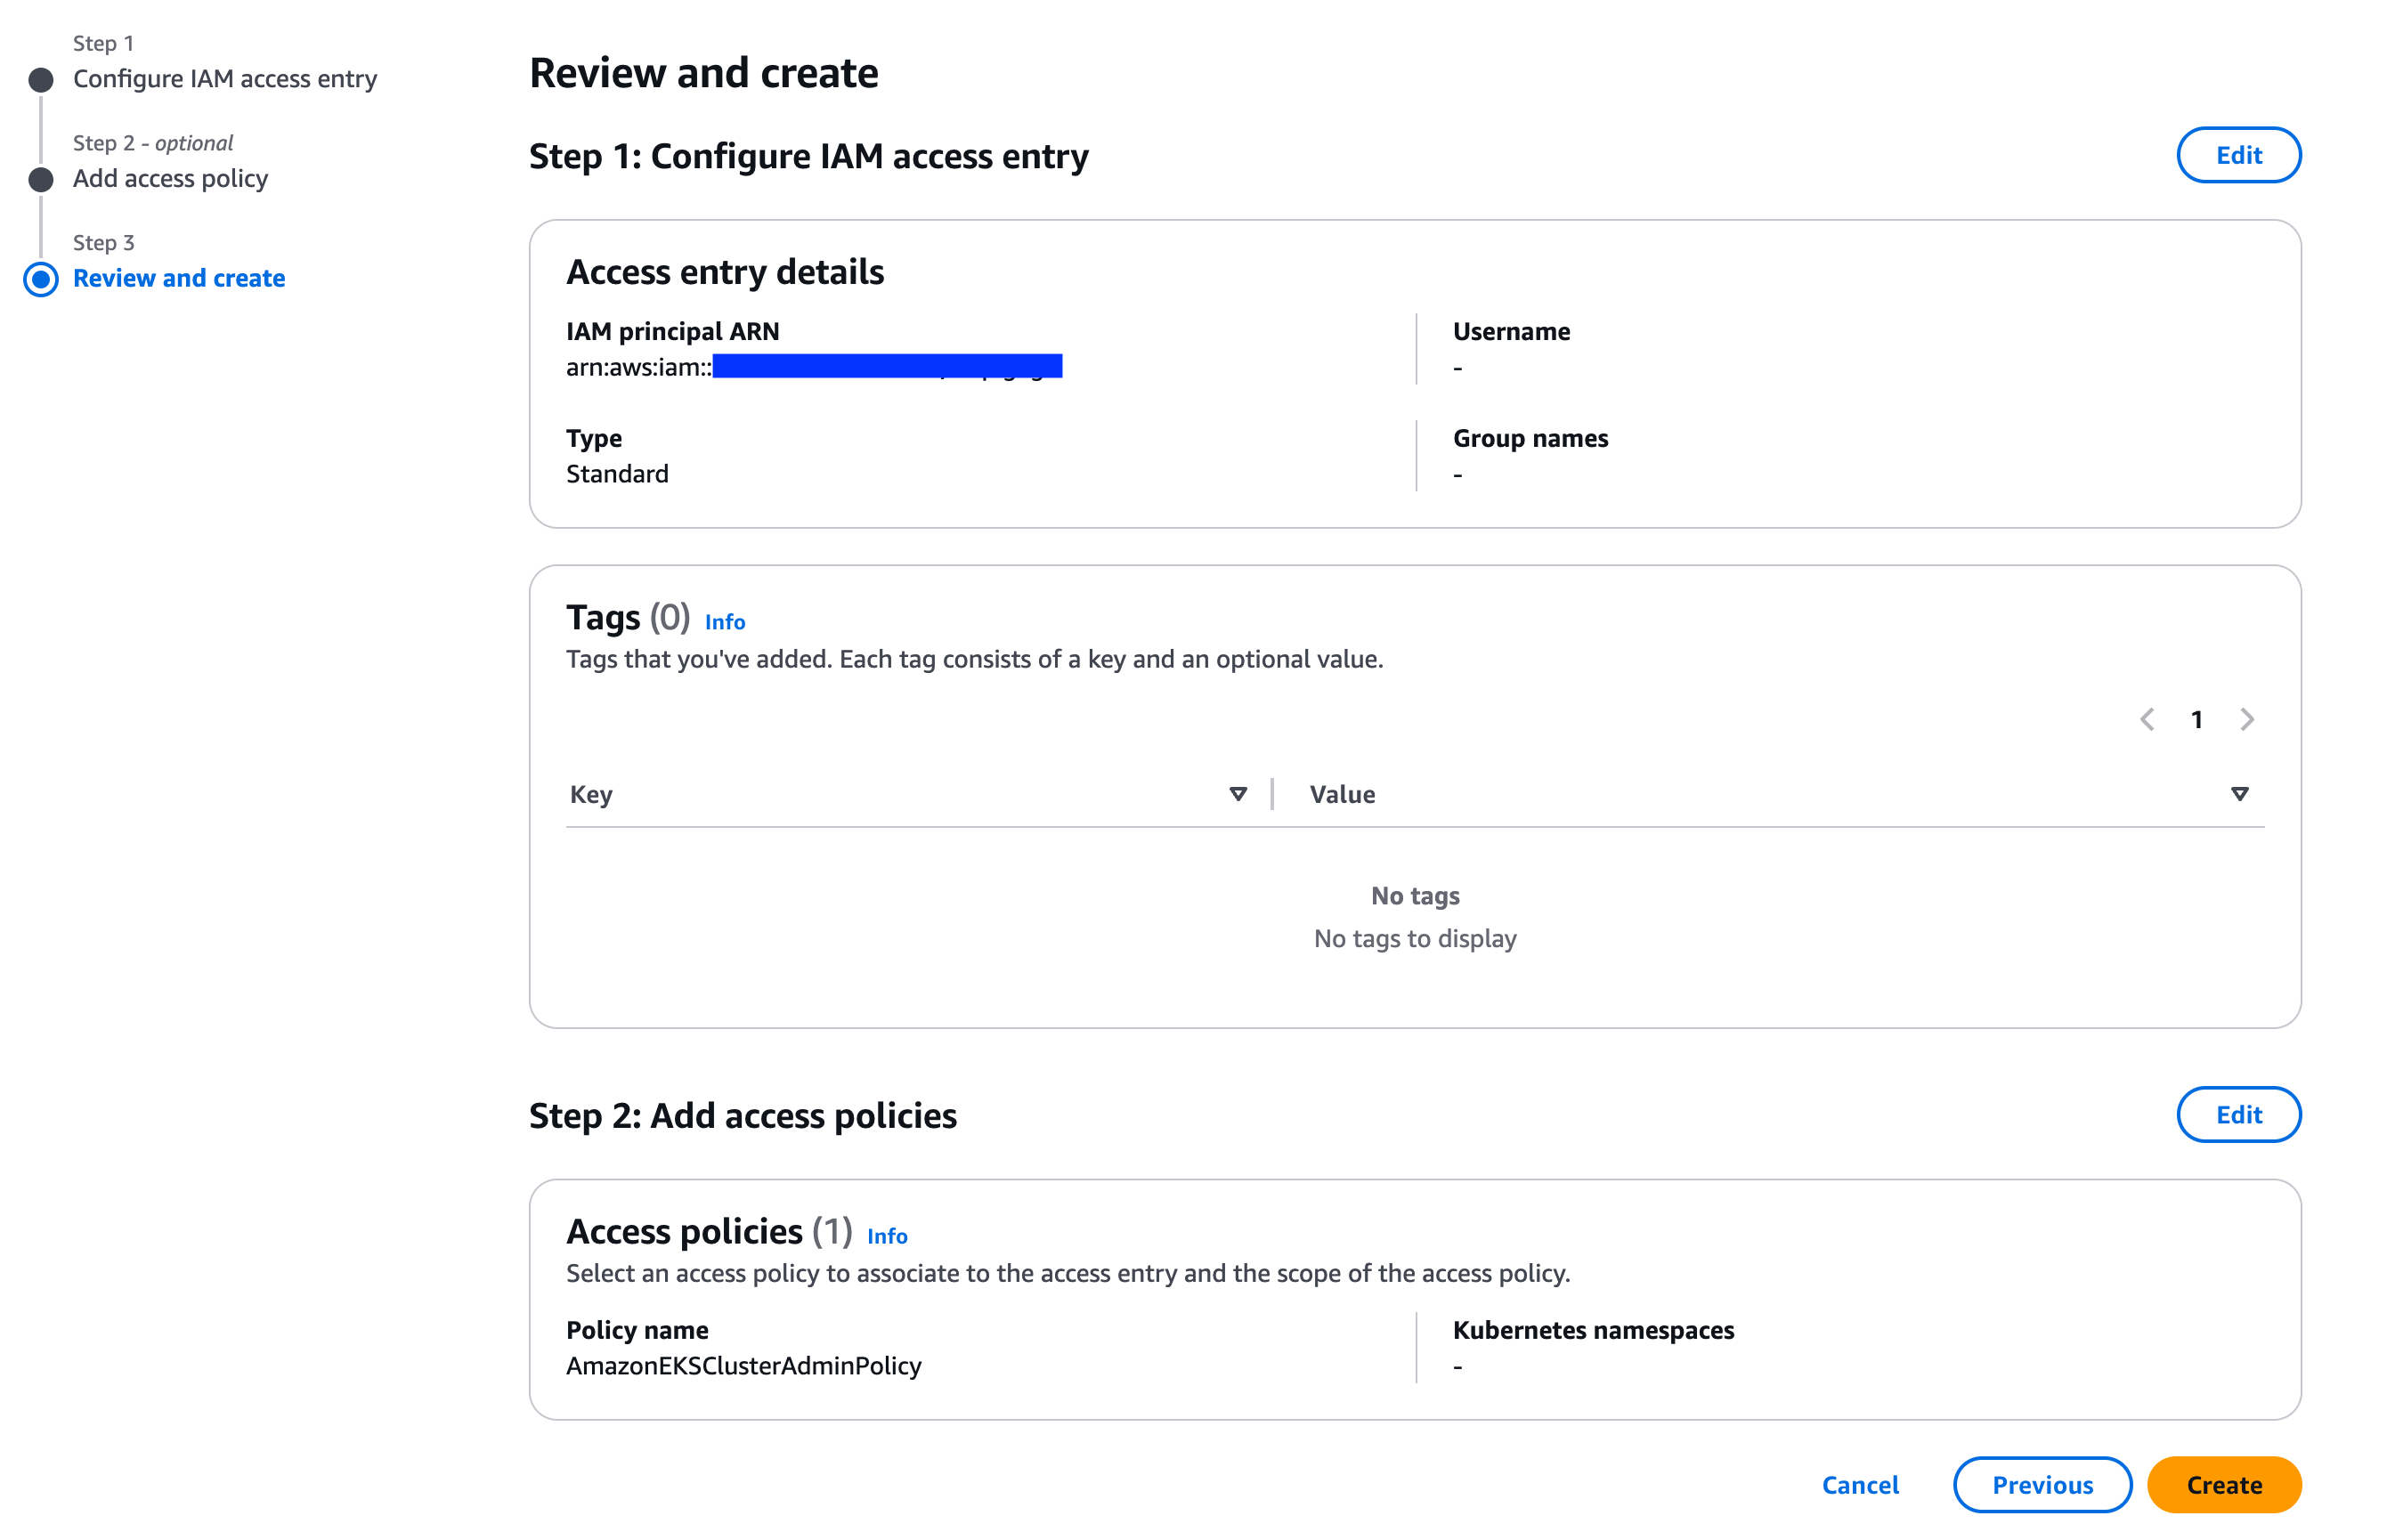 Step 1
Configure IAM access entry
Step 2 - optional
Add access policy
Step 3
Review and create
Review and create
Step 1: Configure IAM access entry
Edit
Access entry details
IAM principal ARN
arn:aws:iam::
Username
-
Type
Standard
Group names
-
Tags (0) Info
Tags that you've added. Each tag consists of a key and an optional value.
1
Key
Value
No tags
No tags to display
Step 2: Add access policies
Edit
Access policies (1) Info
Select an access policy to associate to the access entry and the scope of the access policy.
Policy name
AmazonEKSClusterAdminPolicy
Kubernetes namespaces
-
Cancel
Previous
Create